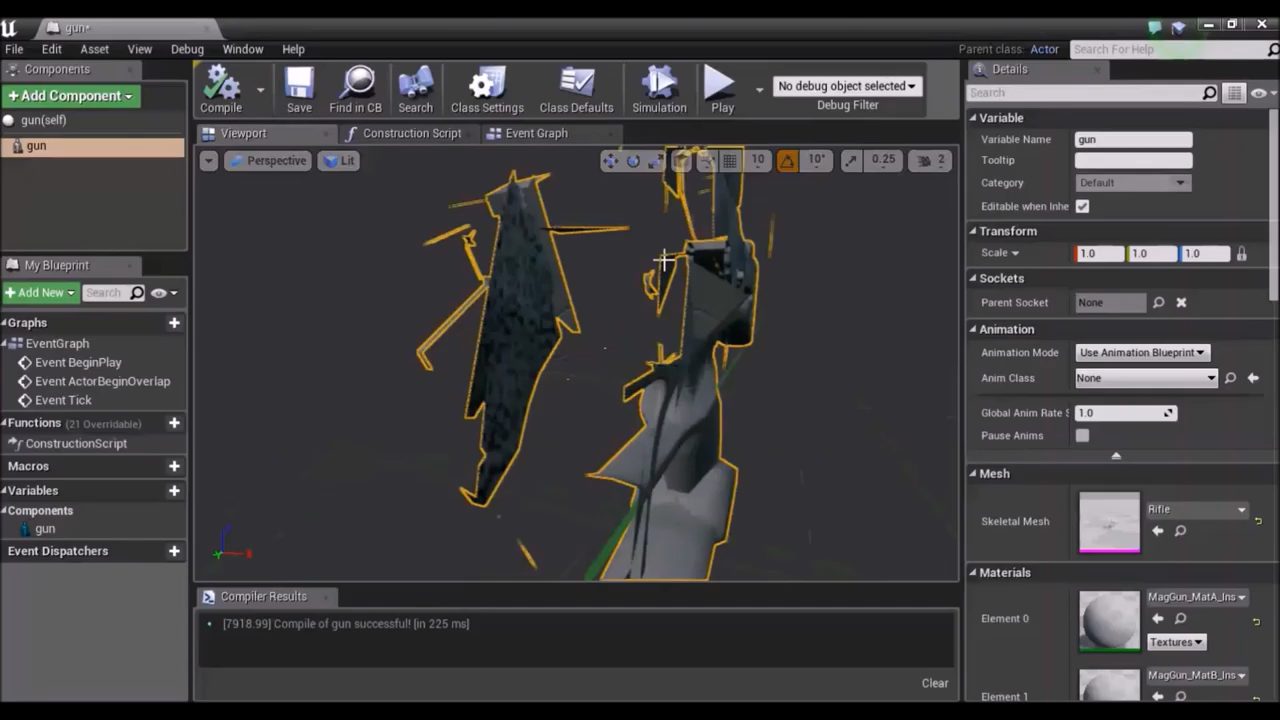 gun*
File Edit Asset View Debug Window Help
Parent class: Actor
Search For Help
Components
Add Component
gun(self)
gun
My Blueprint
Add New
Search
Graphs
EventGraph
Event BeginPlay
Event ActorBeginOverlap
Event Tick
Functions (21 Overridable)
ConstructionScript
Macros
Variables
Components
gun
Event Dispatchers
Compile
Save
Find in CB
Search
Class Settings
Class Defaults
Simulation
Play
No debug object selected
Debug Filter
Viewport
Construction Script
Event Graph
Perspective
Lit
10
10°
0.25
2
Compiler Results
[7918.99] Compile of gun successful! [in 225 ms]
Clear
Details
Search
Variable
Variable Name gun
Tooltip
Category Default
Editable when Inhe
Transform
Scale 1.0 1.0 1.0
Sockets
Parent Socket None
Animation
Animation Mode Use Animation Blueprint
Anim Class None
Global Anim Rate S 1.0
Pause Anims
Mesh
Skeletal Mesh Rifle
Materials
Element 0 MagGun_MatA_Ins
Textures
Element 1 MagGun_MatB_Ins